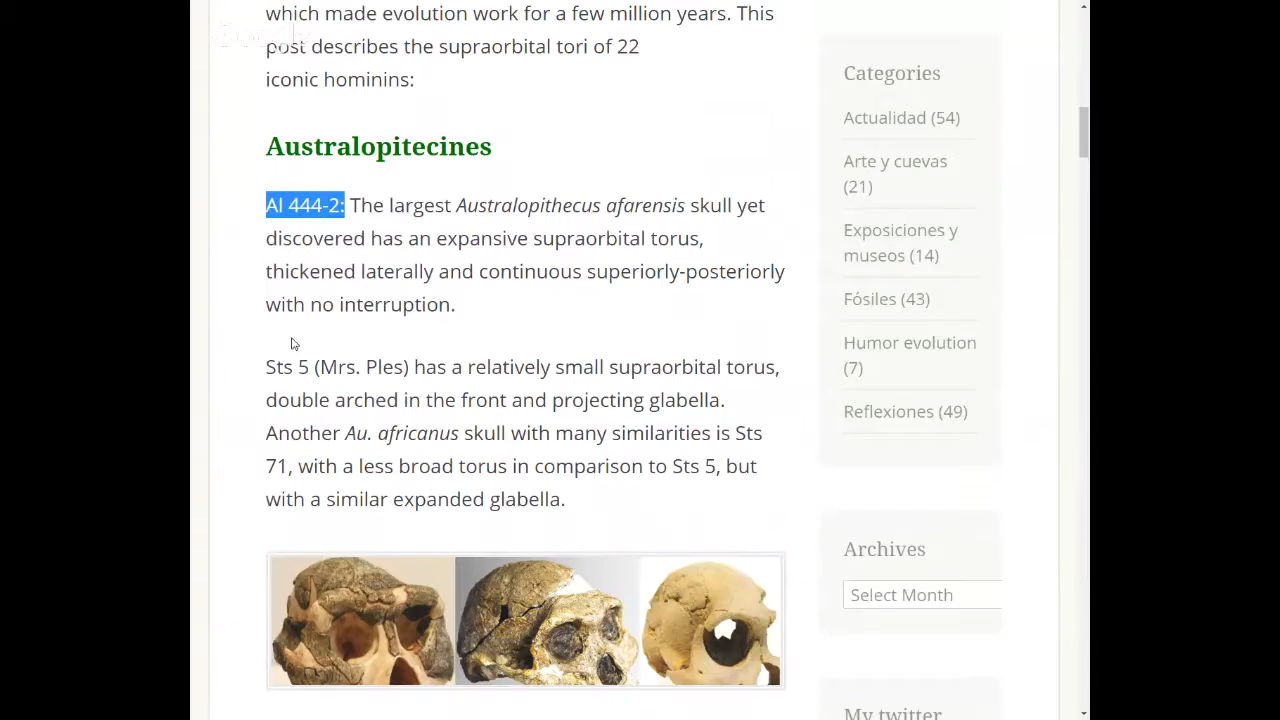 which made evolution work for a few million years. This
post describes the supraorbital tori of 22
iconic hominins:
Australopitecines
Al 444-2: The largest Australopithecus afarensis skull yet
discovered has an expansive supraorbital torus,
thickened laterally and continuous superiorly-posteriorly
with no interruption.
Sts 5 (Mrs. Ples) has a relatively small supraorbital torus,
double arched in the front and projecting glabella.
Another Au. africanus skull with many similarities is Sts
71, with a less broad torus in comparison to Sts 5, but
with a similar expanded glabella.
Categories
Actualidad (54)
Arte y cuevas
(21)
Exposiciones y
museos (14)
Fósiles (43)
Humor evolution
(7)
Reflexiones (49)
Archives
Select Month
My twitter